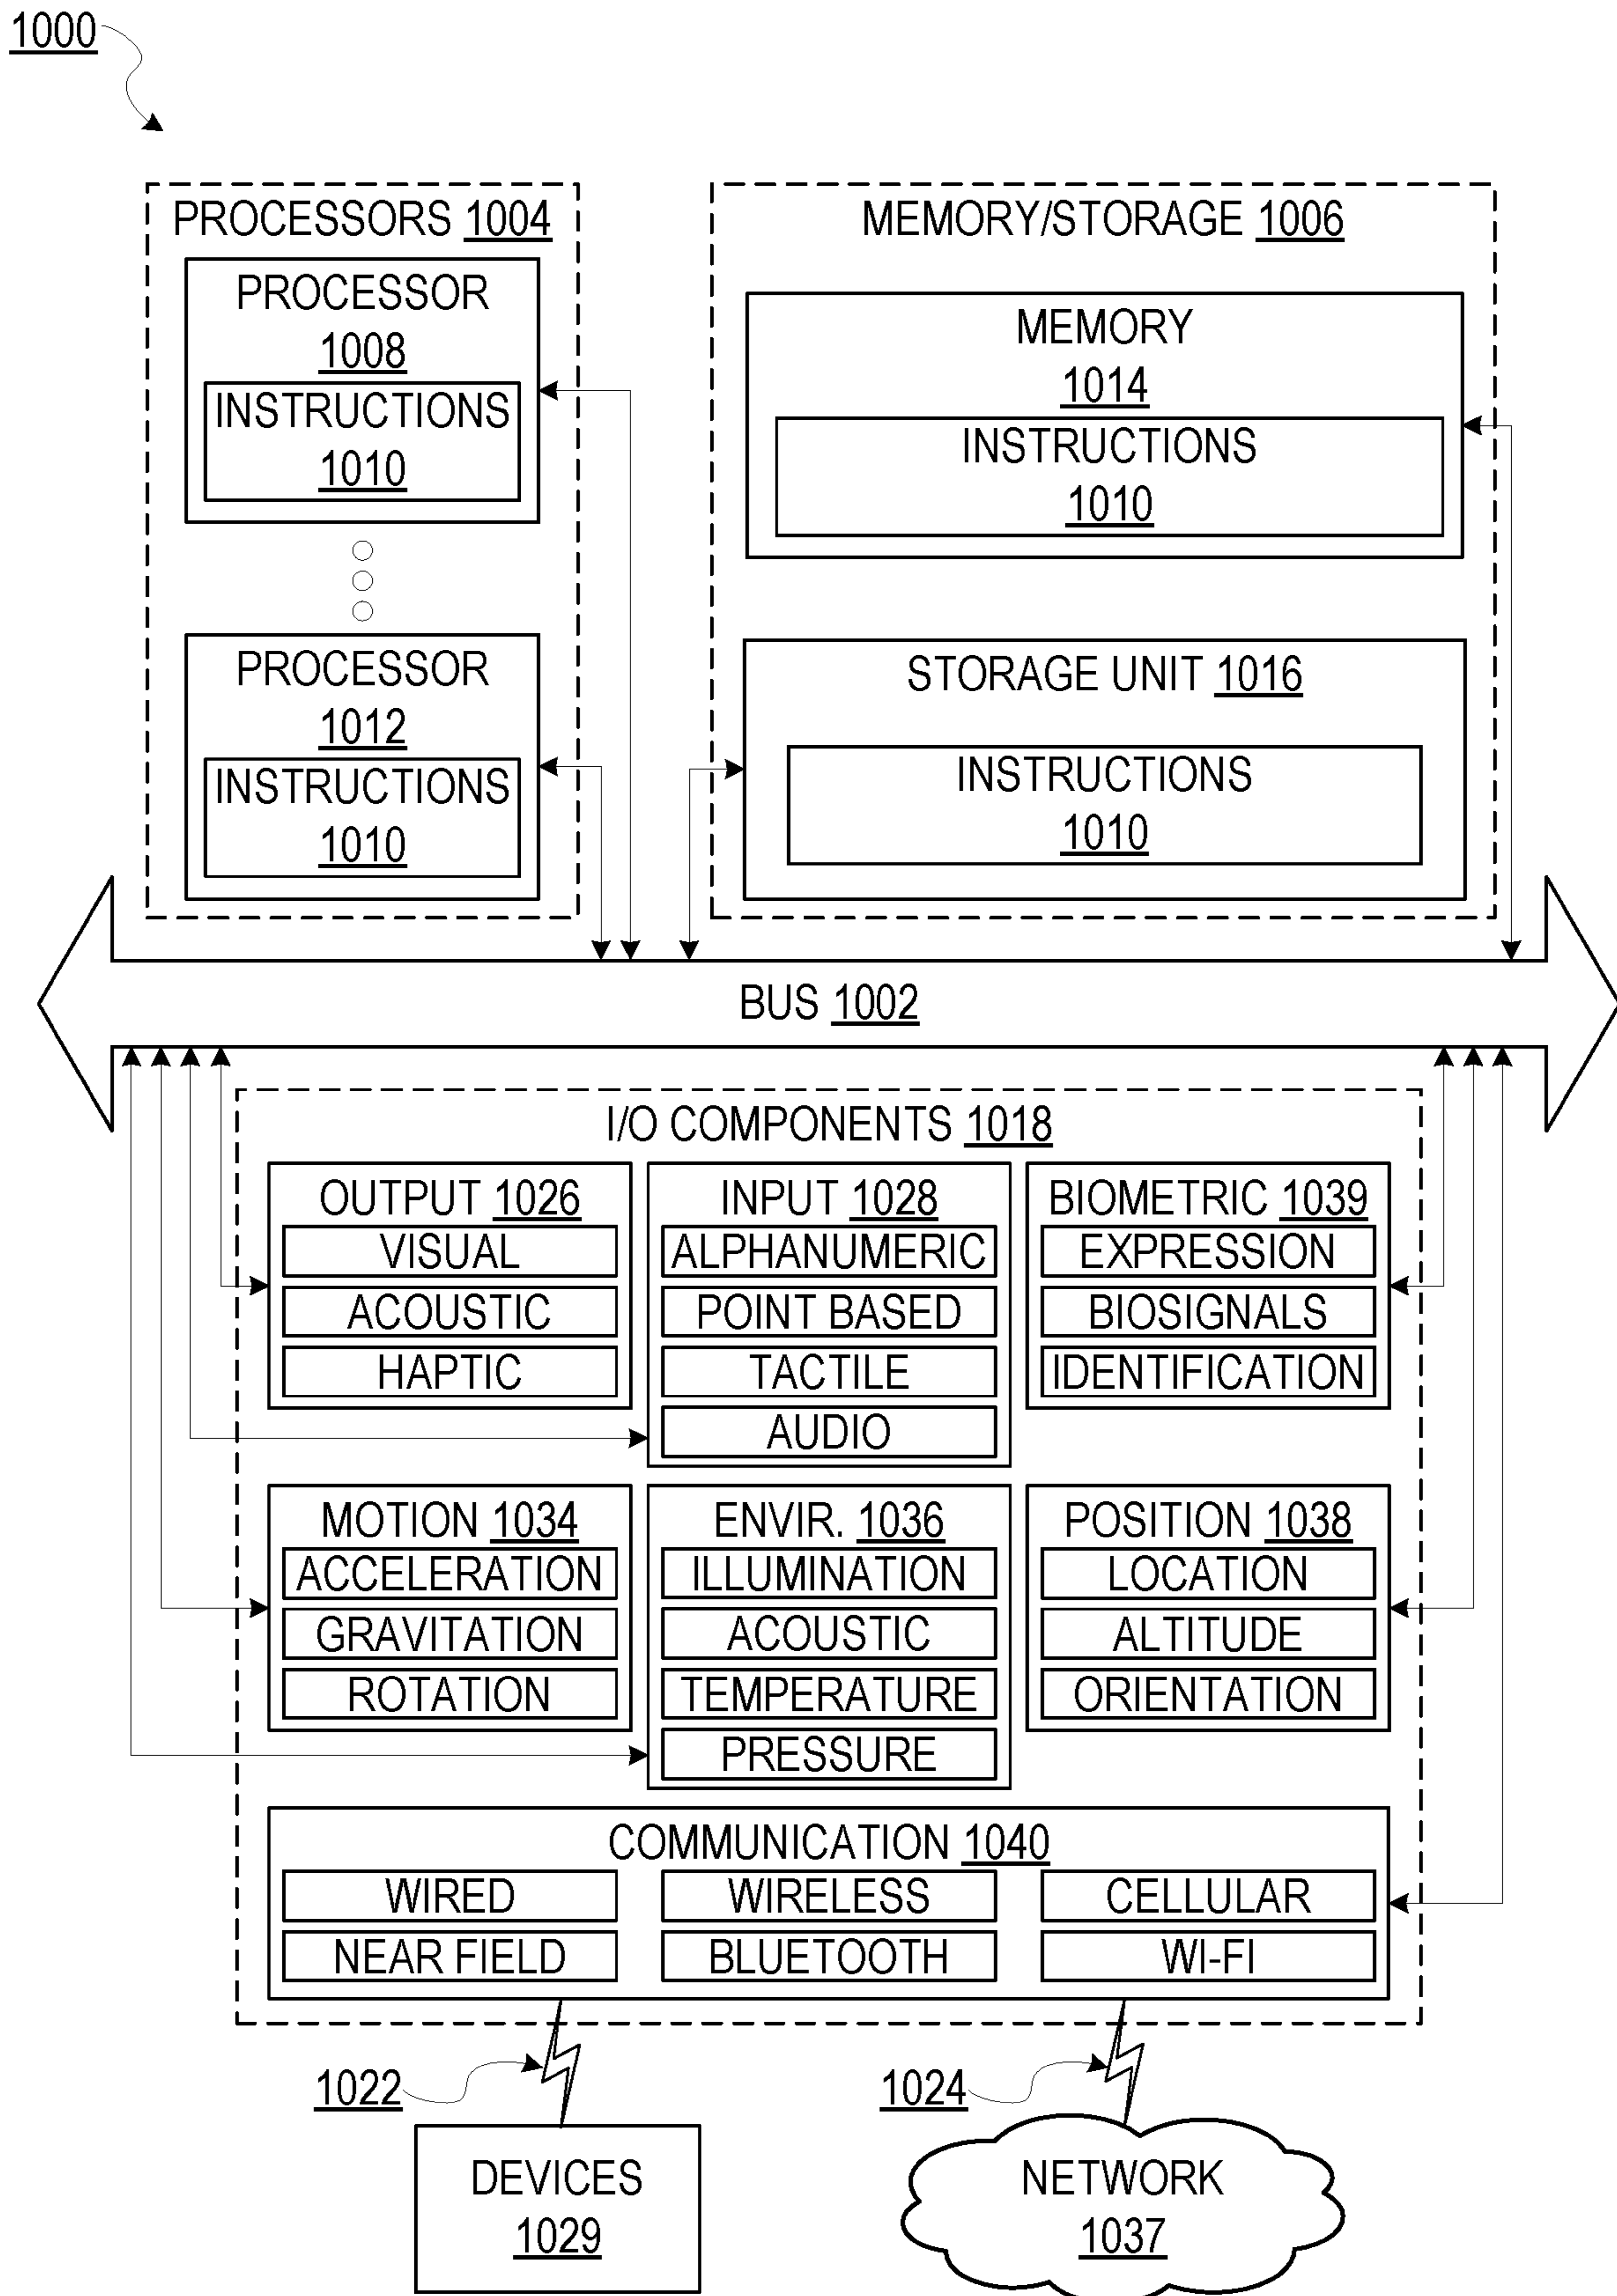 1000
PROCESSORS 1004
PROCESSOR
1008
INSTRUCTIONS
1010
PROCESSOR
1012
INSTRUCTIONS
1010
MEMORY/STORAGE 1006
MEMORY
1014
INSTRUCTIONS
1010
STORAGE UNIT 1016
INSTRUCTIONS
1010
BUS 1002
I/O COMPONENTS 1018
OUTPUT 1026
VISUAL
ACOUSTIC
HAPTIC
INPUT 1028
ALPHANUMERIC
POINT BASED
TACTILE
AUDIO
BIOMETRIC 1039
EXPRESSION
BIOSIGNALS
IDENTIFICATION
MOTION 1034
ACCELERATION
GRAVITATION
ROTATION
ENVIR. 1036
ILLUMINATION
ACOUSTIC
TEMPERATURE
PRESSURE
POSITION 1038
LOCATION
ALTITUDE
ORIENTATION
COMMUNICATION 1040
WIRED
WIRELESS
CELLULAR
NEAR FIELD
BLUETOOTH
WI-FI
1022
1024
DEVICES
1029
NETWORK
1037